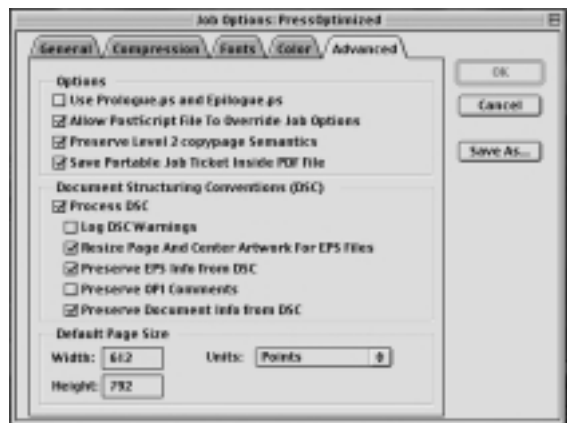 Job Options: PressOptimized
General Compression Fonts Color Advanced
OK
Cancel
Save As...
Options
Use Prologue.ps and Epilogue.ps
Allow PostScript File To Override Job Options
Preserve Level 2 copypage Semantics
Save Portable Job Ticket Inside PDF File
Document Structuring Conventions (DSC)
Process DSC
Log DSC Warnings
Resize Page And Center Artwork For EPS Files
Preserve EPS Info from DSC
Preserve OPI Comments
Preserve Document Info from DSC
Default Page Size
Width: 612 Units: Points
Height: 792